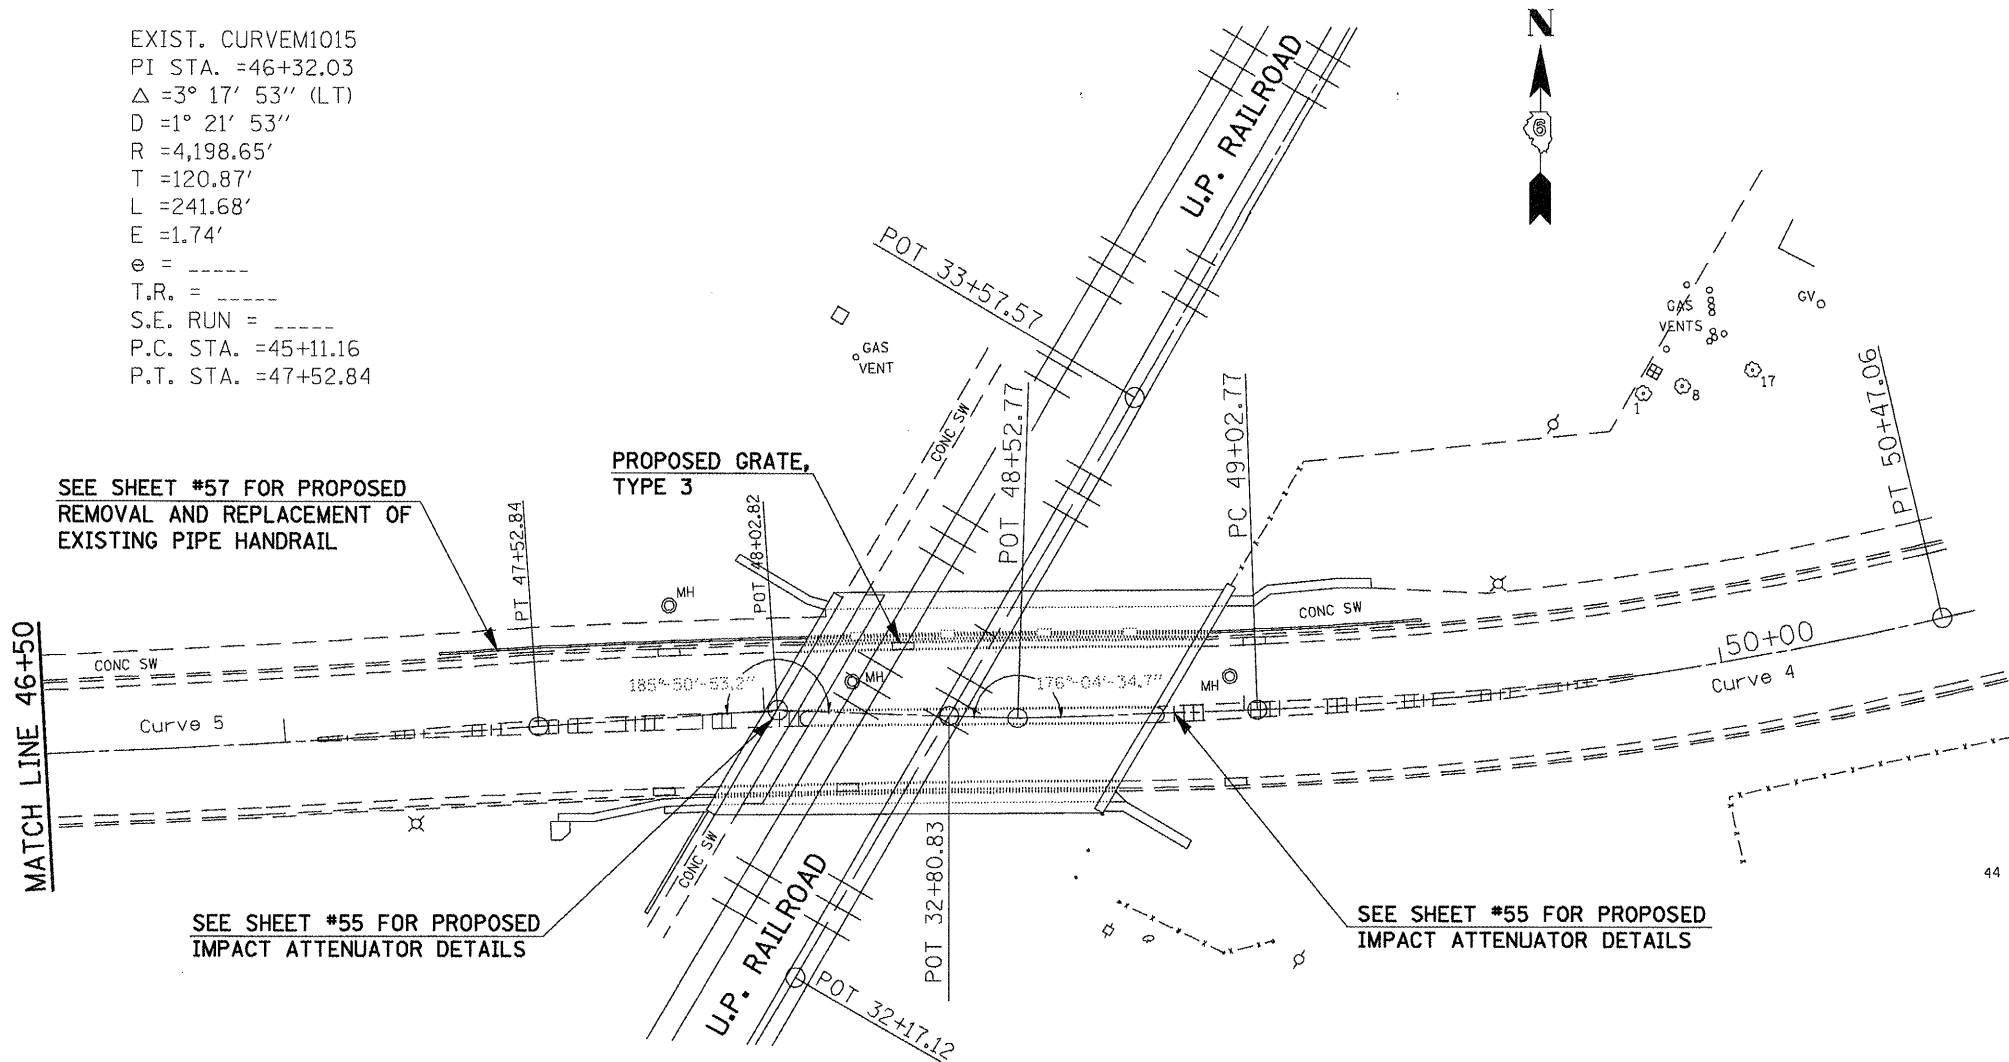 EXIST. CURVEM1015
PI STA. =46+32.03
Δ =3° 17' 53'' (LT)
D =1° 21' 53''
R =4,198.65'
T =120.87'
L =241.68'
E =1.74'
e = _____
T.R. = _____
S.E. RUN = _____
P.C. STA. =45+11.16
P.T. STA. =47+52.84
N
6
U.P. RAILROAD
POT 33+57.57
GAS
VENT
GAS
VENTS
GV
1
8
17
CONC SW
POT 48+52.77
PC 49+02.77
PT 50+47.06
SEE SHEET #57 FOR PROPOSED
REMOVAL AND REPLACEMENT OF
EXISTING PIPE HANDRAIL
PROPOSED GRATE,
TYPE 3
PT 47+52.84
POT 48+02.82
MH
CONC SW
CONC SW
50+00
MATCH LINE 46+50
185°-50'-53.2''
MH
176°-04'-34.7''
MH
Curve 4
Curve 5
CONC SW
POT 32+80.83
44
SEE SHEET #55 FOR PROPOSED
IMPACT ATTENUATOR DETAILS
U.P. RAILROAD
SEE SHEET #55 FOR PROPOSED
IMPACT ATTENUATOR DETAILS
POT 32+17.12